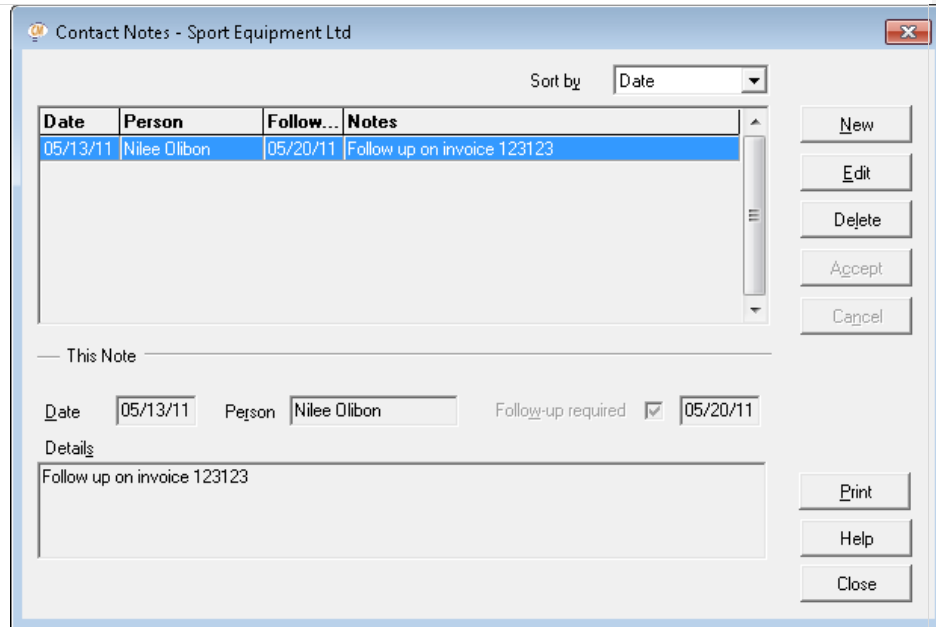 Contact Notes - Sport Equipment Ltd
Sort by Date
Date Person Follow... Notes
05/13/11 Nilee Olibon 05/20/11 Follow up on invoice 123123
New
Edit
Delete
Accept
Cancel
This Note
Date 05/13/11 Person Nilee Olibon Follow-up required 05/20/11
Details
Follow up on invoice 123123
Print
Help
Close